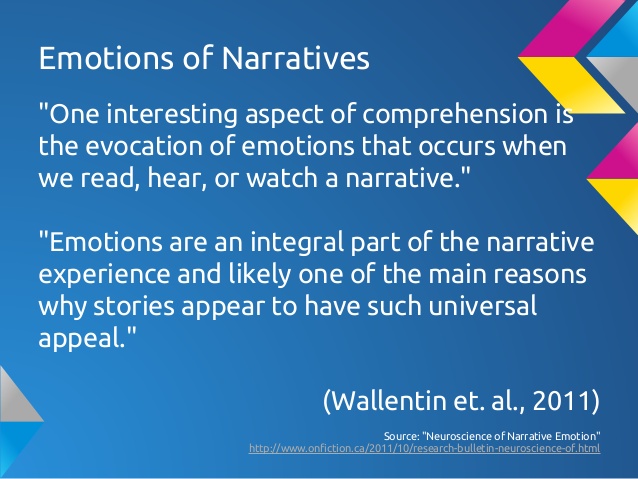 Emotions of Narratives
"One interesting aspect of comprehension is
the evocation of emotions that occurs when
we read, hear, or watch a narrative."
"Emotions are an integral part of the narrative
experience and likely one of the main reasons
why stories appear to have such universal
appeal."
(Wallentin et. al., 2011)
Source: "Neuroscience of Narrative Emotion"
http://www.onfiction.ca/2011/10/research-bulletin-neuroscience-of.html